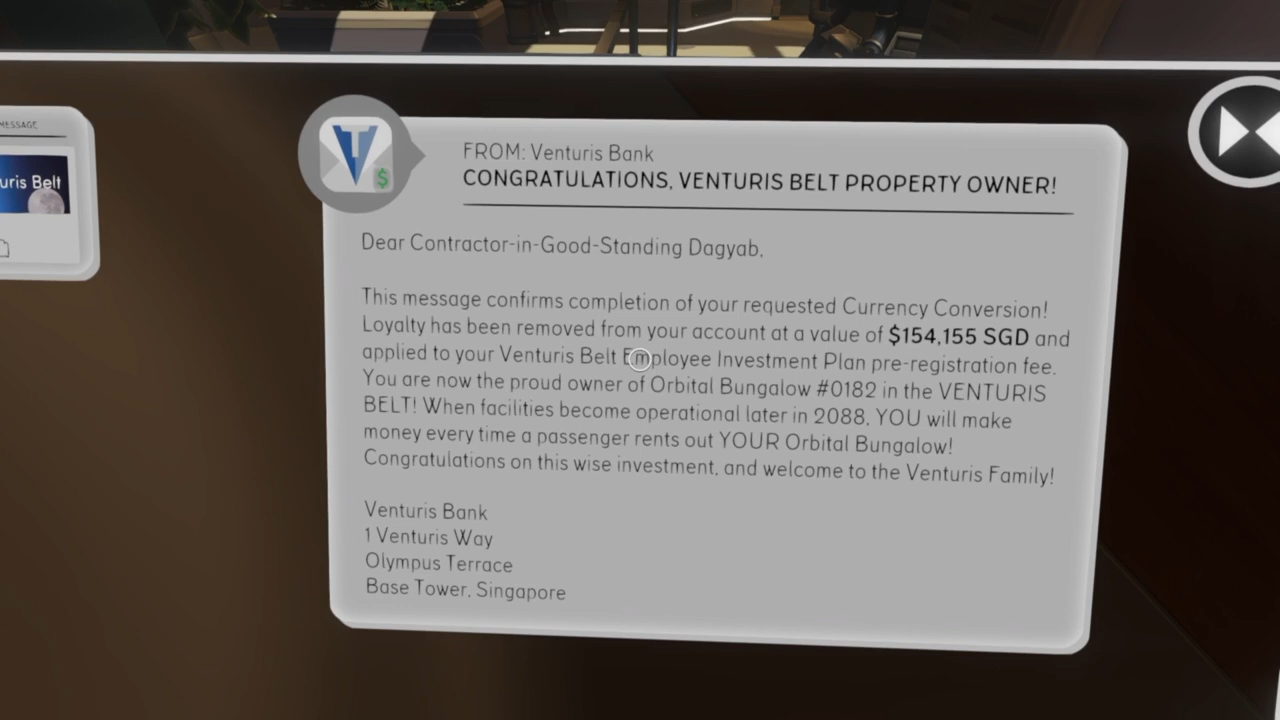 MESSAGE
uris Belt
FROM: Venturis Bank
CONGRATULATIONS, VENTURIS BELT PROPERTY OWNER!
Dear Contractor-in-Good-Standing Dagyab,
This message confirms completion of your requested Currency Conversion!
Loyalty has been removed from your account at a value of $154,155 SGD and
applied to your Venturis Belt Employee Investment Plan pre-registration fee.
You are now the proud owner of Orbital Bungalow #0182 in the VENTURIS
BELT! When facilities become operational later in 2088, YOU will make
money every time a passenger rents out YOUR Orbital Bungalow!
Congratulations on this wise investment, and welcome to the Venturis Family!
Venturis Bank
1 Venturis Way
Olympus Terrace
Base Tower, Singapore